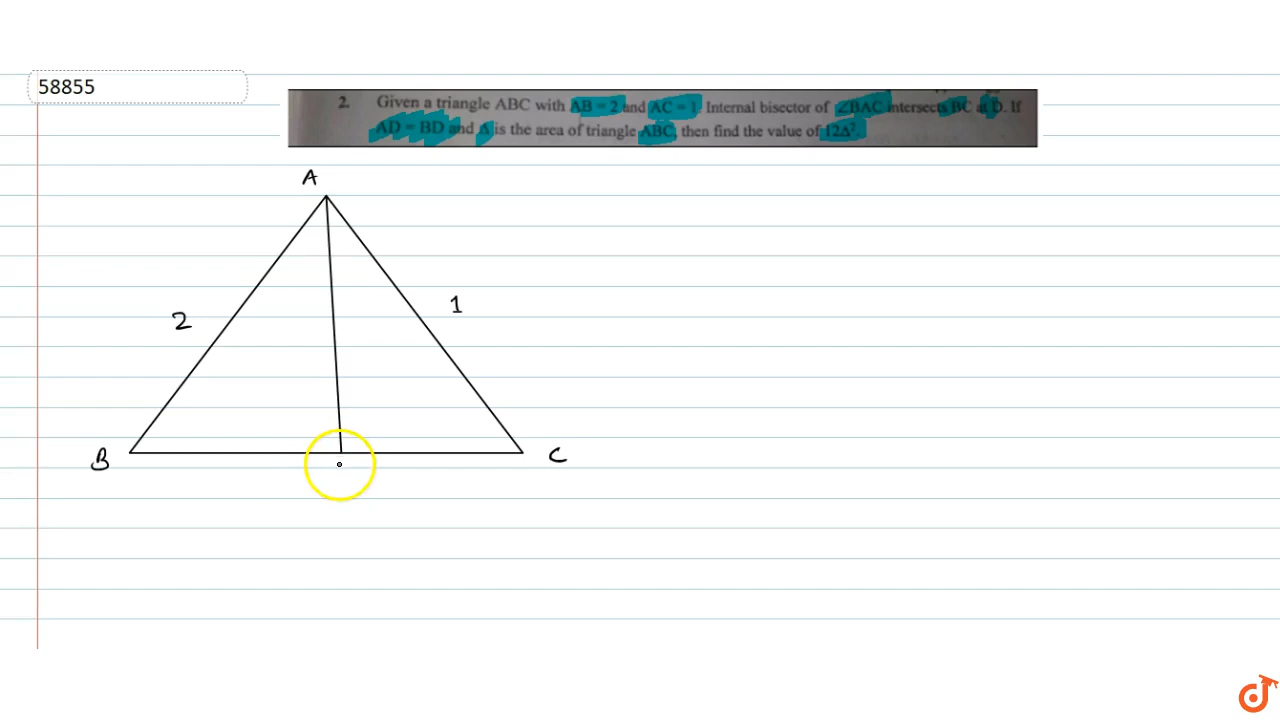 58855
2. Given a triangle ABC with AB = 2 and AC = 1. Internal bisector of ∠BAC intersects BC at D. If
AD = BD and Δ is the area of triangle ABC, then find the value of 12Δ².
A
2
1
B
C